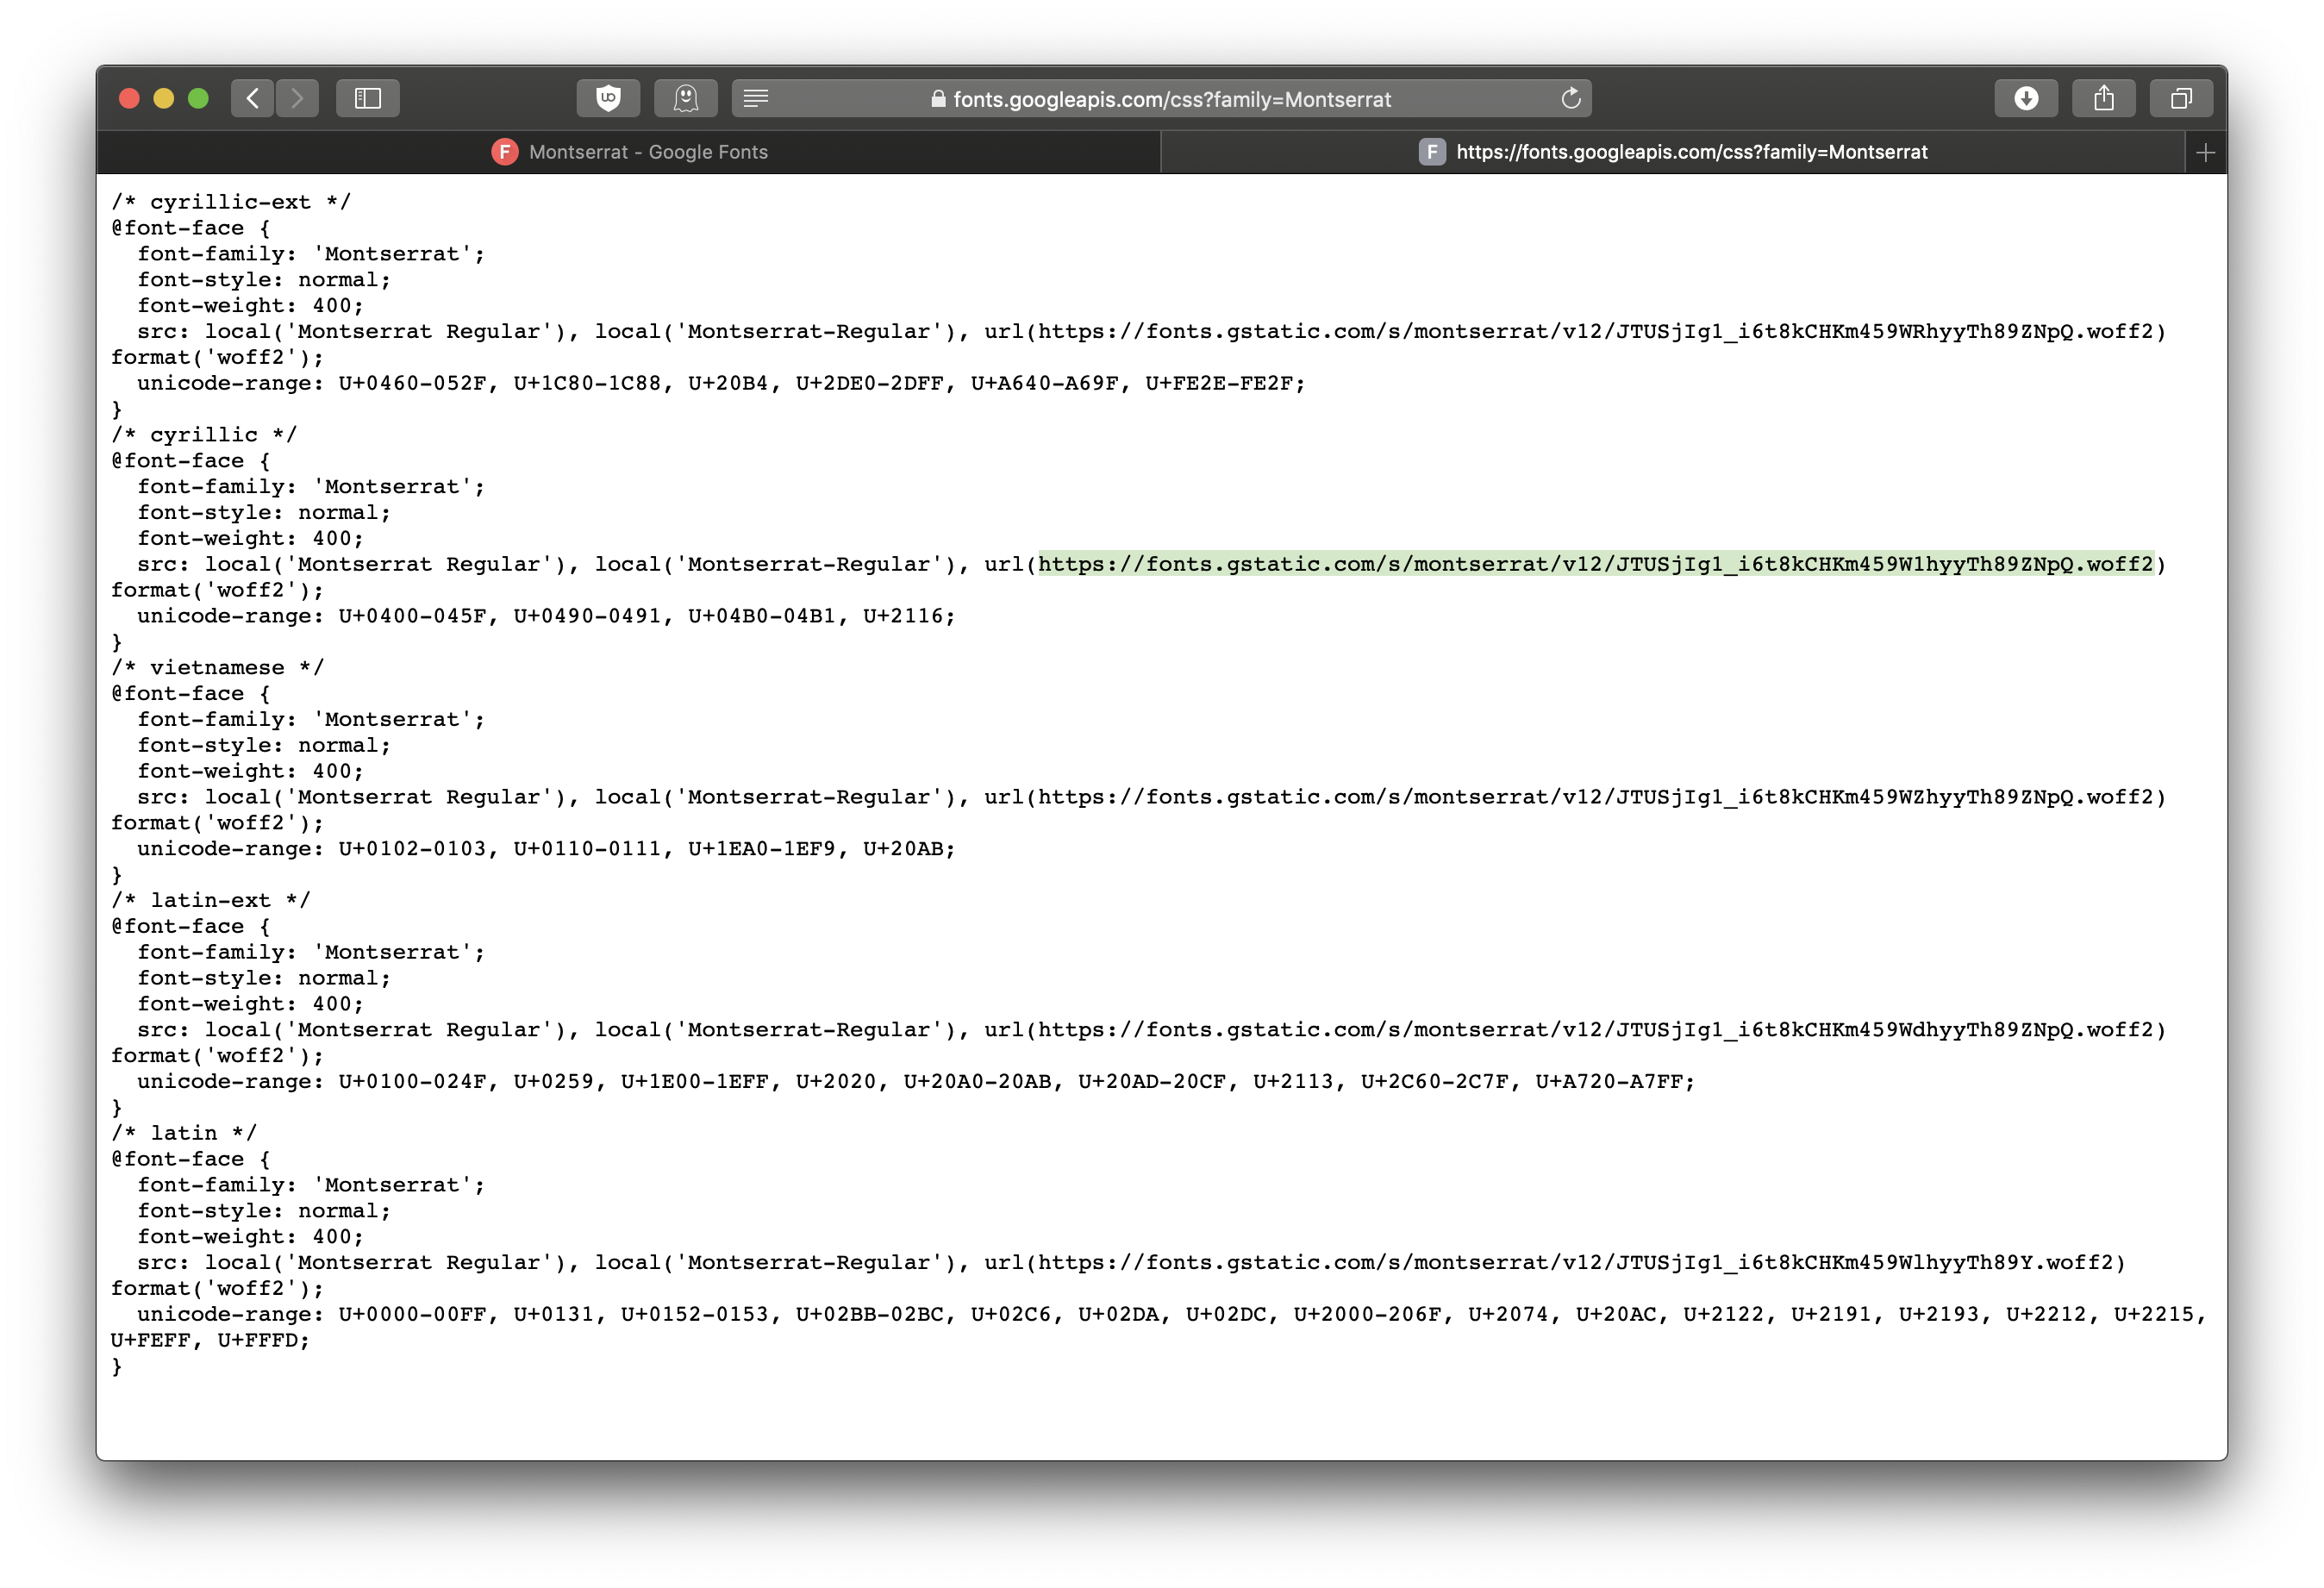 fonts.googleapis.com/css?family=Montserrat
F Montserrat - Google Fonts
F https://fonts.googleapis.com/css?family=Montserrat
/* cyrillic-ext */
@font-face {
  font-family: 'Montserrat';
  font-style: normal;
  font-weight: 400;
  src: local('Montserrat Regular'), local('Montserrat-Regular'), url(https://fonts.gstatic.com/s/montserrat/v12/JTUSjIg1_i6t8kCHKm459WRhyyTh89ZNpQ.woff2)
format('woff2');
  unicode-range: U+0460-052F, U+1C80-1C88, U+20B4, U+2DE0-2DFF, U+A640-A69F, U+FE2E-FE2F;
}
/* cyrillic */
@font-face {
  font-family: 'Montserrat';
  font-style: normal;
  font-weight: 400;
  src: local('Montserrat Regular'), local('Montserrat-Regular'), url(https://fonts.gstatic.com/s/montserrat/v12/JTUSjIg1_i6t8kCHKm459W1hyyTh89ZNpQ.woff2)
format('woff2');
  unicode-range: U+0400-045F, U+0490-0491, U+04B0-04B1, U+2116;
}
/* vietnamese */
@font-face {
  font-family: 'Montserrat';
  font-style: normal;
  font-weight: 400;
  src: local('Montserrat Regular'), local('Montserrat-Regular'), url(https://fonts.gstatic.com/s/montserrat/v12/JTUSjIg1_i6t8kCHKm459WZhyyTh89ZNpQ.woff2)
format('woff2');
  unicode-range: U+0102-0103, U+0110-0111, U+1EA0-1EF9, U+20AB;
}
/* latin-ext */
@font-face {
  font-family: 'Montserrat';
  font-style: normal;
  font-weight: 400;
  src: local('Montserrat Regular'), local('Montserrat-Regular'), url(https://fonts.gstatic.com/s/montserrat/v12/JTUSjIg1_i6t8kCHKm459WdhyyTh89ZNpQ.woff2)
format('woff2');
  unicode-range: U+0100-024F, U+0259, U+1E00-1EFF, U+2020, U+20A0-20AB, U+20AD-20CF, U+2113, U+2C60-2C7F, U+A720-A7FF;
}
/* latin */
@font-face {
  font-family: 'Montserrat';
  font-style: normal;
  font-weight: 400;
  src: local('Montserrat Regular'), local('Montserrat-Regular'), url(https://fonts.gstatic.com/s/montserrat/v12/JTUSjIg1_i6t8kCHKm459WlhyyTh89Y.woff2)
format('woff2');
  unicode-range: U+0000-00FF, U+0131, U+0152-0153, U+02BB-02BC, U+02C6, U+02DA, U+02DC, U+2000-206F, U+2074, U+20AC, U+2122, U+2191, U+2193, U+2212, U+2215,
U+FEFF, U+FFFD;
}